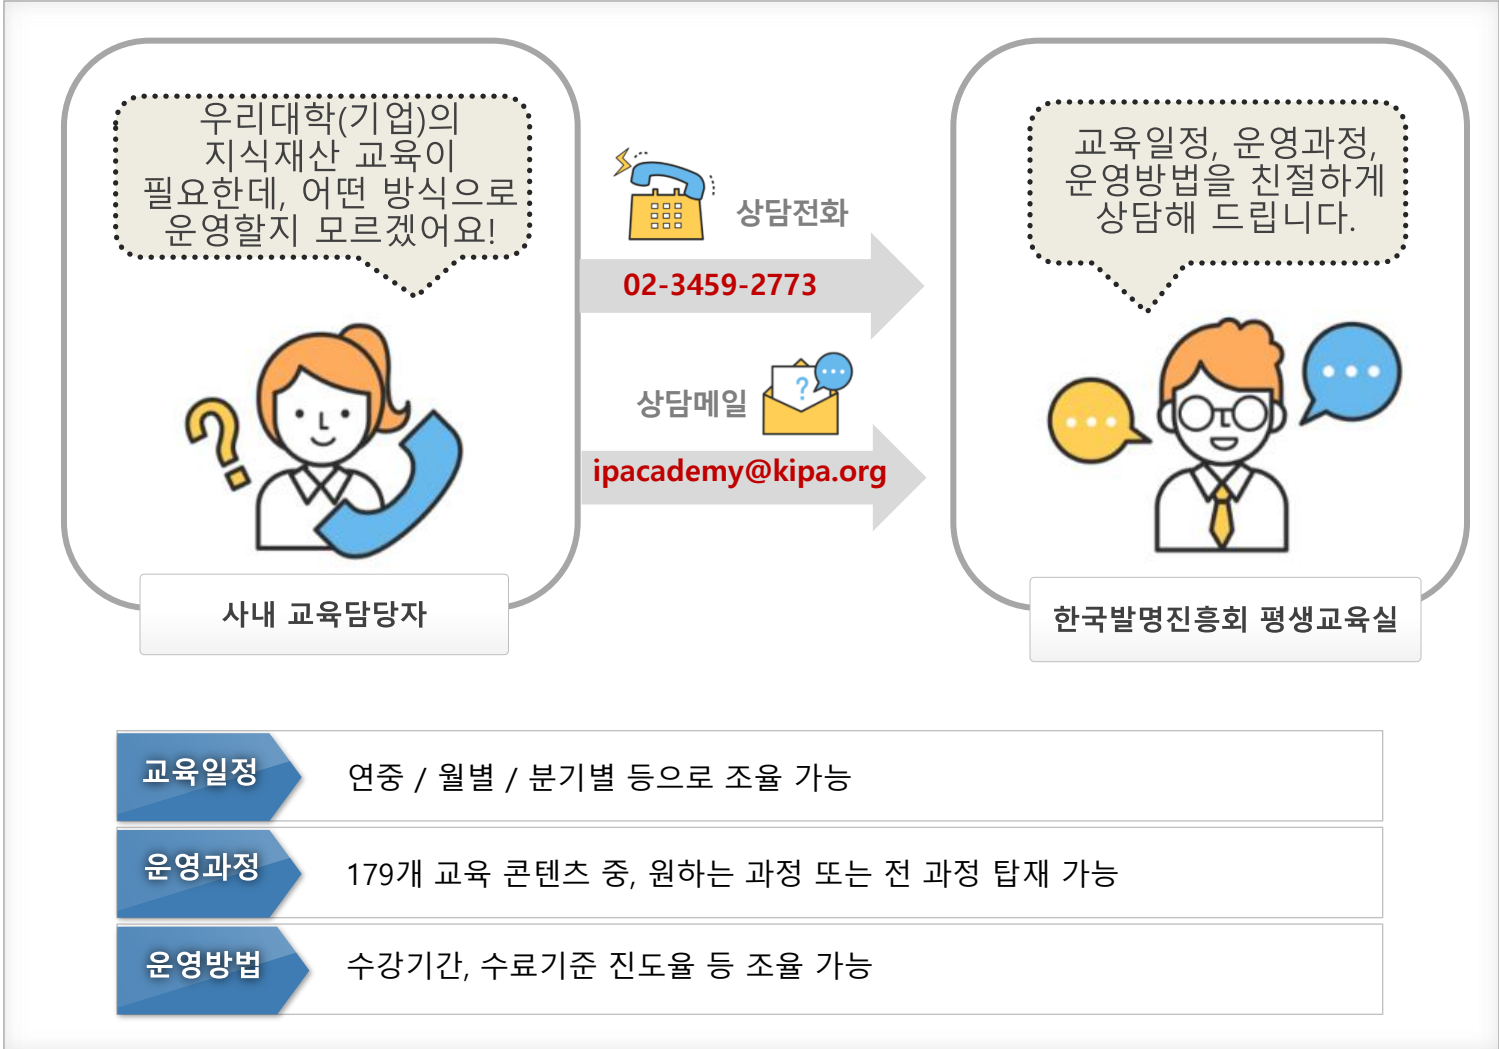 우리대학(기업)의
지식재산 교육이
필요한데, 어떤 방식으로
운영할지 모르겠어요!
사내 교육담당자
상담전화
02-3459-2773
상담메일
?
ipacademy@kipa.org
교육일정, 운영과정,
운영방법을 친절하게
상담해 드립니다.
한국발명진흥회 평생교육실
교육일정
연중 / 월별 / 분기별 등으로 조율 가능
운영과정
179개 교육 콘텐츠 중, 원하는 과정 또는 전 과정 탑재 가능
운영방법
수강기간, 수료기준 진도율 등 조율 가능